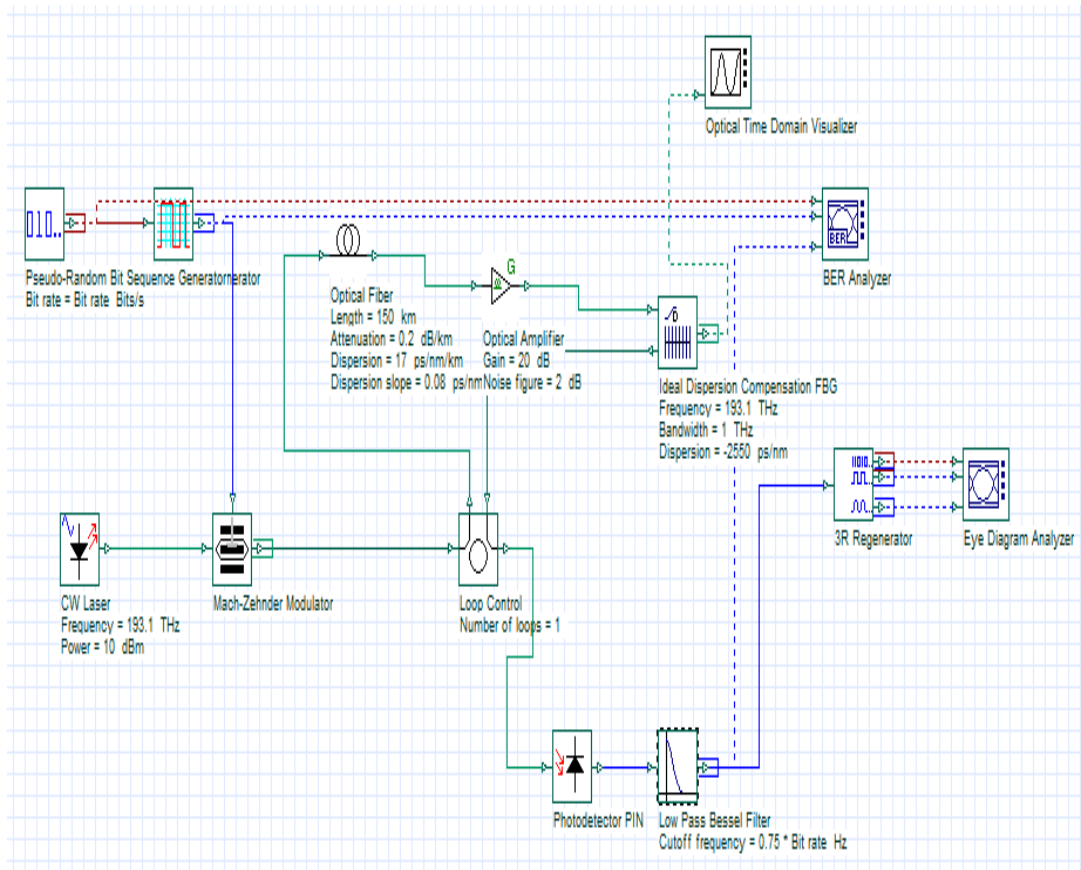 Optical Time Domain Visualizer
010..
Pseudo-Random Bit Sequence Generatornerator
Bit rate = Bit rate Bits/s
BER
BER Analyzer
G
Optical Fiber
Length = 150 km
Attenuation = 0.2 dB/km
Dispersion = 17 ps/nm/km
Dispersion slope = 0.08 ps/nm
Optical Amplifier
Gain = 20 dB
Noise figure = 2 dB
D
Ideal Dispersion Compensation FBG
Frequency = 193.1 THz
Bandwidth = 1 THz
Dispersion = -2550 ps/nm
3R Regenerator
Eye Diagram Analyzer
CW Laser
Frequency = 193.1 THz
Power = 10 dBm
Mach-Zehnder Modulator
Loop Control
Number of loops = 1
Photodetector PIN
Low Pass Bessel Filter
Cutoff frequency = 0.75 * Bit rate Hz